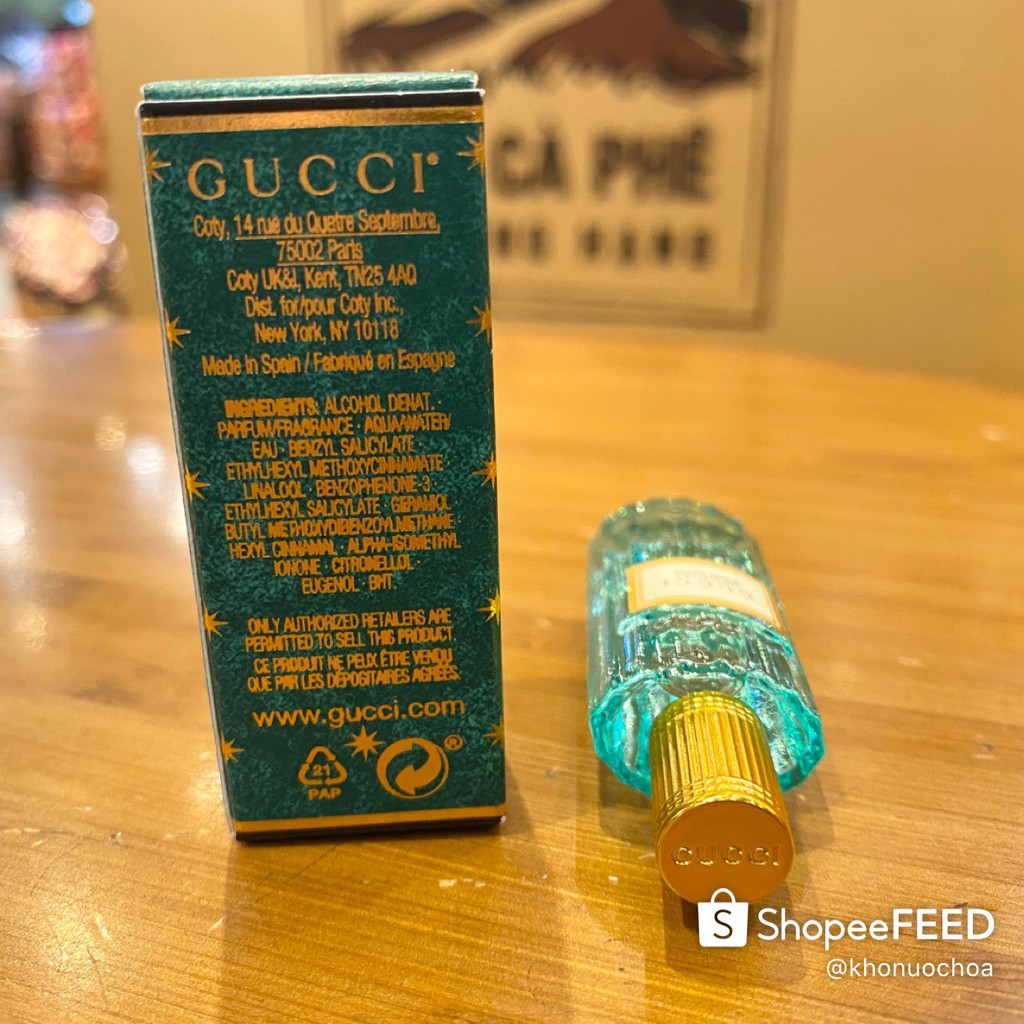 GUCCI
Coty, 14 rue du Quatre Septembre,
75002 Paris
Coty UK&I, Kent, TN25 4AQ
Dist. for/pour Coty Inc.,
New York, NY 10118
Made in Spain / Fabriqué en Espagne
INGREDIENTS: ALCOHOL DENAT. ·
PARFUM/FRAGRANCE · AQUA/WATER/
EAU · BENZYL SALICYLATE ·
ETHYLHEXYL METHOXYCINNAMATE ·
LINALOOL · BENZOPHENONE-3 ·
ETHYLHEXYL SALICYLATE · GERANIOL
BUTYL METHOXYDIBENZOYLMETHANE
HEXYL CINNAMAL · ALPHA-ISOMETHYL
IONONE · CITRONELLOL ·
EUGENOL · BHT.
ONLY AUTHORIZED RETAILERS ARE
PERMITTED TO SELL THIS PRODUCT.
CE PRODUIT NE PEUX ÊTRE VENDU
QUE PAR LES DÉPOSITAIRES AGRÉÉS.
www.gucci.com
21
PAP
®
CÀ PHÊ
GUCCI
GUCCI
S ShopeeFEED
@khonuochoa